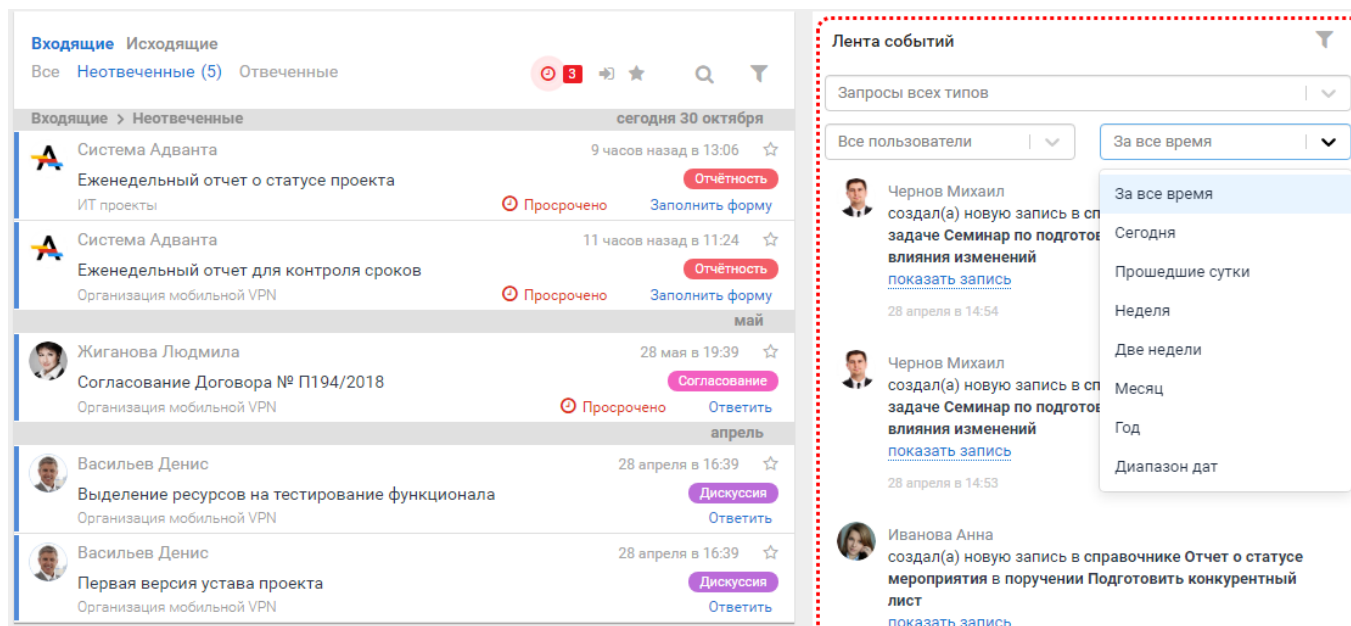 Входящие Исходящие
Все Неотвеченные (5) Отвеченные
3
Входящие > Неотвеченные сегодня 30 октября
Система Адванта 9 часов назад в 13:06
Еженедельный отчет о статусе проекта Отчётность
ИТ проекты Просрочено Заполнить форму
Система Адванта 11 часов назад в 11:24
Еженедельный отчет для контроля сроков Отчётность
Организация мобильной VPN Просрочено Заполнить форму
май
Жиганова Людмила 28 мая в 19:39
Согласование Договора № П194/2018 Согласование
Организация мобильной VPN Просрочено Ответить
апрель
Васильев Денис 28 апреля в 16:39
Выделение ресурсов на тестирование функционала Дискуссия
Организация мобильной VPN Ответить
Васильев Денис 28 апреля в 16:39
Первая версия устава проекта Дискуссия
Организация мобильной VPN Ответить
Лента событий
Запросы всех типов
Все пользователи За все время
За все время
Сегодня
Прошедшие сутки
Неделя
Две недели
Месяц
Год
Диапазон дат
Чернов Михаил
создал(а) новую запись в сп
задаче Семинар по подготов
влияния изменений
показать запись
28 апреля в 14:54
Чернов Михаил
создал(а) новую запись в сп
задаче Семинар по подготов
влияния изменений
показать запись
28 апреля в 14:53
Иванова Анна
создал(а) новую запись в справочнике Отчет о статусе
мероприятия в поручении Подготовить конкурентный
лист
показать запись